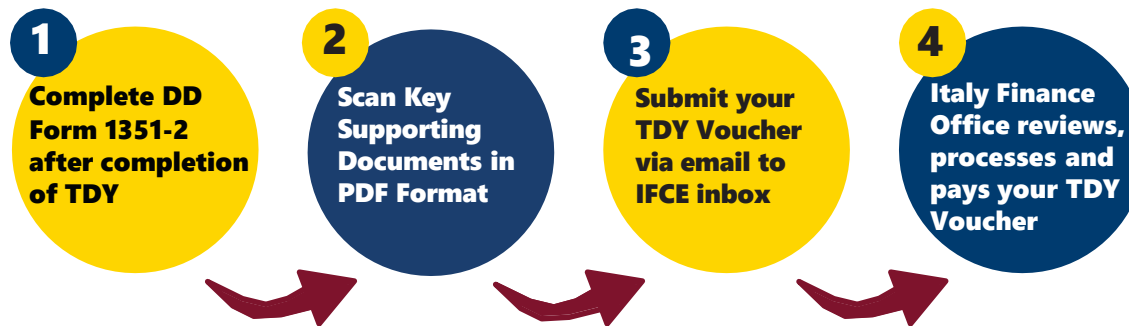 1
Complete DD
Form 1351-2
after completion
of TDY
2
Scan Key
Supporting
Documents in
PDF Format
3
Submit your
TDY Voucher
via email to
IFCE inbox
4
Italy Finance
Office reviews,
processes and
pays your TDY
Voucher